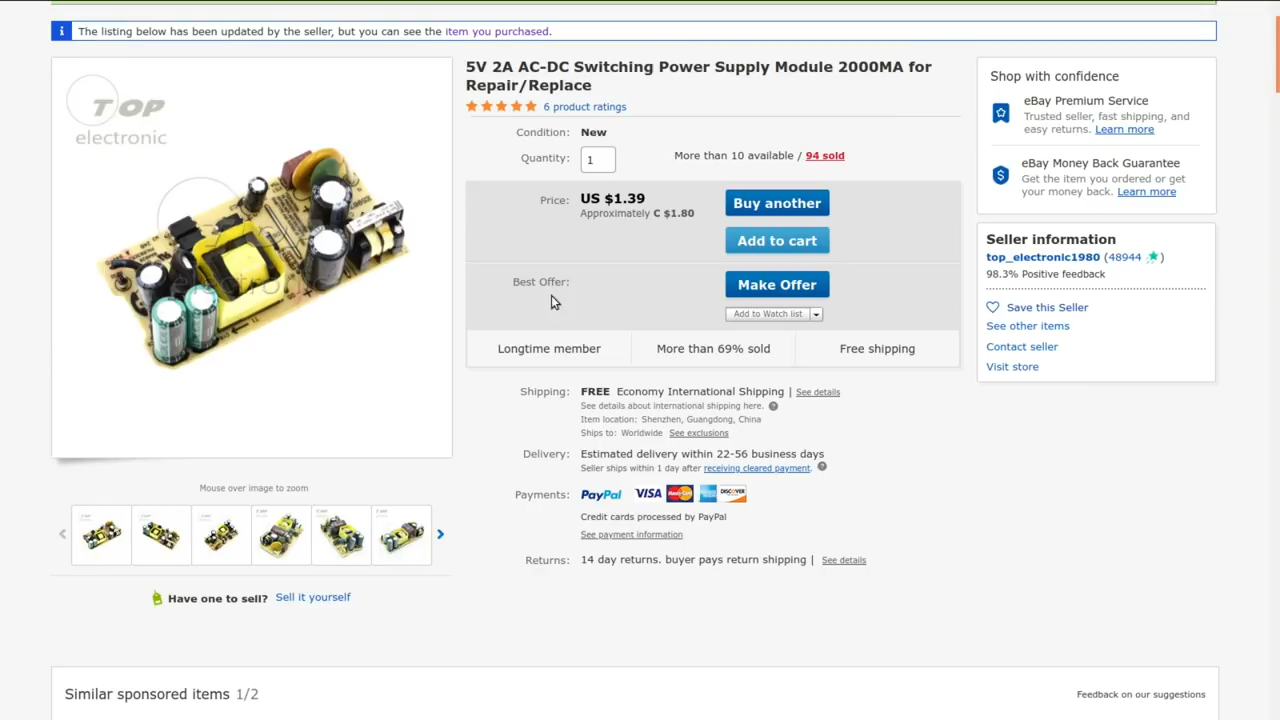 The listing below has been updated by the seller, but you can see the item you purchased.
TOP
electronic
5V 2A AC-DC Switching Power Supply Module 2000MA for
Repair/Replace
6 product ratings
Condition: New
Quantity: 1
More than 10 available / 94 sold
Price: US $1.39
Approximately C $1.80
Buy another
Add to cart
Best Offer:
Make Offer
Add to Watch list
Longtime member
More than 69% sold
Free shipping
Shipping: FREE Economy International Shipping | See details
See details about international shipping here.
Item location: Shenzhen, Guangdong, China
Ships to: Worldwide See exclusions
Delivery: Estimated delivery within 22-56 business days
Seller ships within 1 day after receiving cleared payment.
Payments: PayPal VISA MasterCard DISCOVER
Credit cards processed by PayPal
See payment information
Returns: 14 day returns. buyer pays return shipping | See details
Mouse over image to zoom
Have one to sell? Sell it yourself
Shop with confidence
eBay Premium Service
Trusted seller, fast shipping, and
easy returns. Learn more
eBay Money Back Guarantee
Get the item you ordered or get
your money back. Learn more
Seller information
top_electronic1980 (48944)
98.3% Positive feedback
Save this Seller
See other items
Contact seller
Visit store
Similar sponsored items 1/2
Feedback on our suggestions